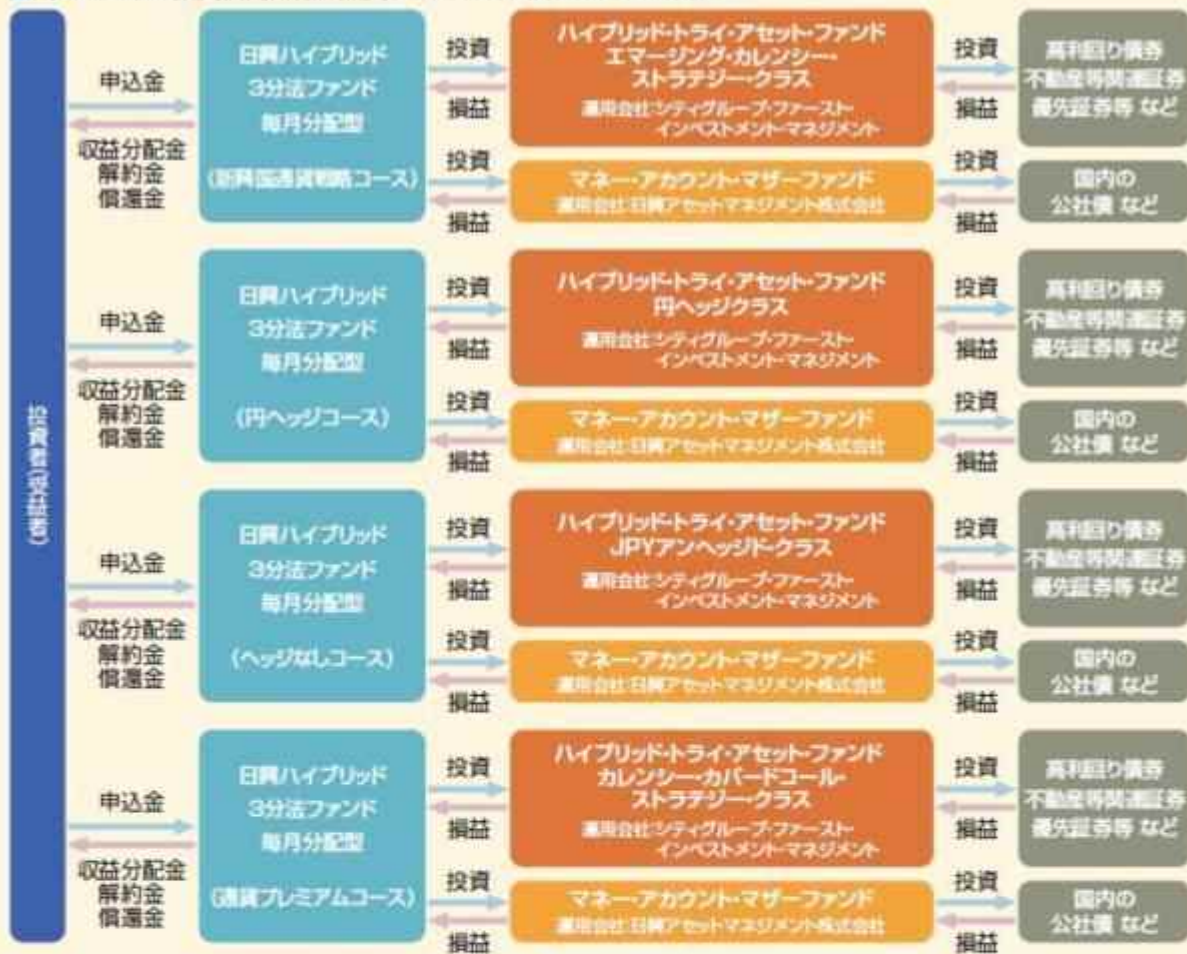 投資者(受益者)
申込金
収益分配金
解約金
償還金
日興ハイブリッド
3分法ファンド
毎月分配型
(新興国通貨戦略コース)
投資
損益
ハイブリッド・トライ・アセット・ファンド
エマージング・カレンシー・
ストラテジー・クラス
運用会社:シティグループ・ファースト・
インベストメント・マネジメント
投資
損益
高利回り債券
不動産等関連証券
優先証券等 など
投資
損益
マネー・アカウント・マザーファンド
運用会社:日興アセットマネジメント株式会社
投資
損益
国内の
公社債 など
申込金
収益分配金
解約金
償還金
日興ハイブリッド
3分法ファンド
毎月分配型
(円ヘッジコース)
投資
損益
ハイブリッド・トライ・アセット・ファンド
円ヘッジクラス
運用会社:シティグループ・ファースト・
インベストメント・マネジメント
投資
損益
高利回り債券
不動産等関連証券
優先証券等 など
投資
損益
マネー・アカウント・マザーファンド
運用会社:日興アセットマネジメント株式会社
投資
損益
国内の
公社債 など
申込金
収益分配金
解約金
償還金
日興ハイブリッド
3分法ファンド
毎月分配型
(ヘッジなしコース)
投資
損益
ハイブリッド・トライ・アセット・ファンド
JPYアンヘッジド・クラス
運用会社:シティグループ・ファースト・
インベストメント・マネジメント
投資
損益
高利回り債券
不動産等関連証券
優先証券等 など
投資
損益
マネー・アカウント・マザーファンド
運用会社:日興アセットマネジメント株式会社
投資
損益
国内の
公社債 など
申込金
収益分配金
解約金
償還金
日興ハイブリッド
3分法ファンド
毎月分配型
(通貨プレミアムコース)
投資
損益
ハイブリッド・トライ・アセット・ファンド
カレンシー・カバードコール・
ストラテジー・クラス
運用会社:シティグループ・ファースト・
インベストメント・マネジメント
投資
損益
高利回り債券
不動産等関連証券
優先証券等 など
投資
損益
マネー・アカウント・マザーファンド
運用会社:日興アセットマネジメント株式会社
投資
損益
国内の
公社債 など